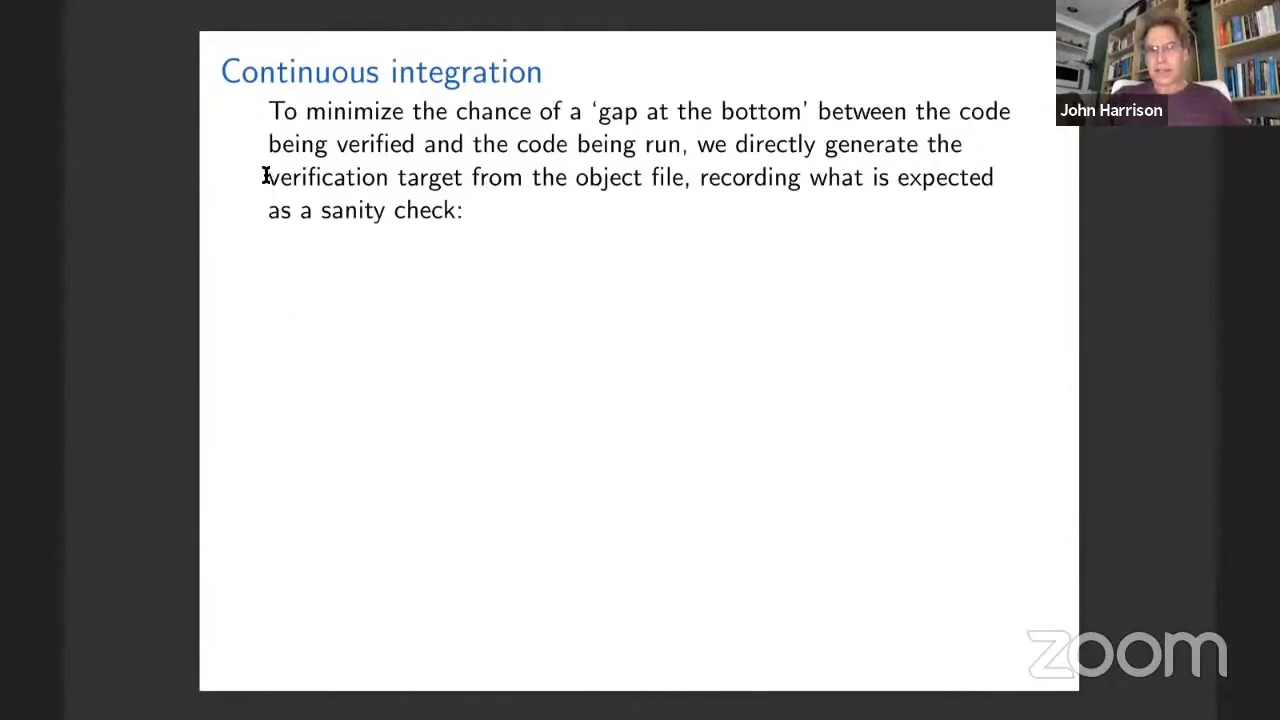 Continuous integration
To minimize the chance of a ‘gap at the bottom’ between the code
being verified and the code being run, we directly generate the
verification target from the object file, recording what is expected
as a sanity check:
John Harrison
zoom